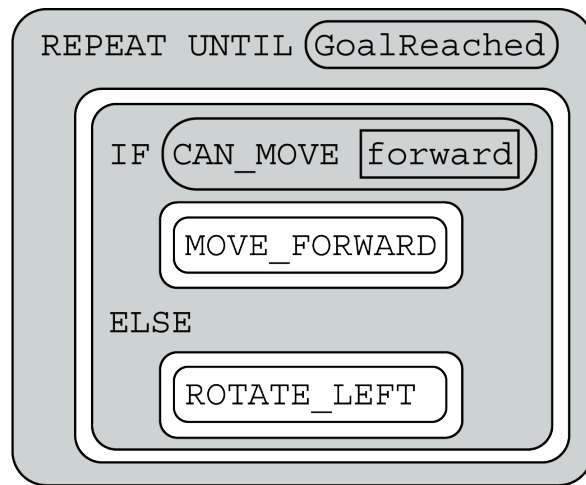 REPEAT UNTIL GoalReached
IF CAN_MOVE forward
MOVE_FORWARD
ELSE
ROTATE_LEFT